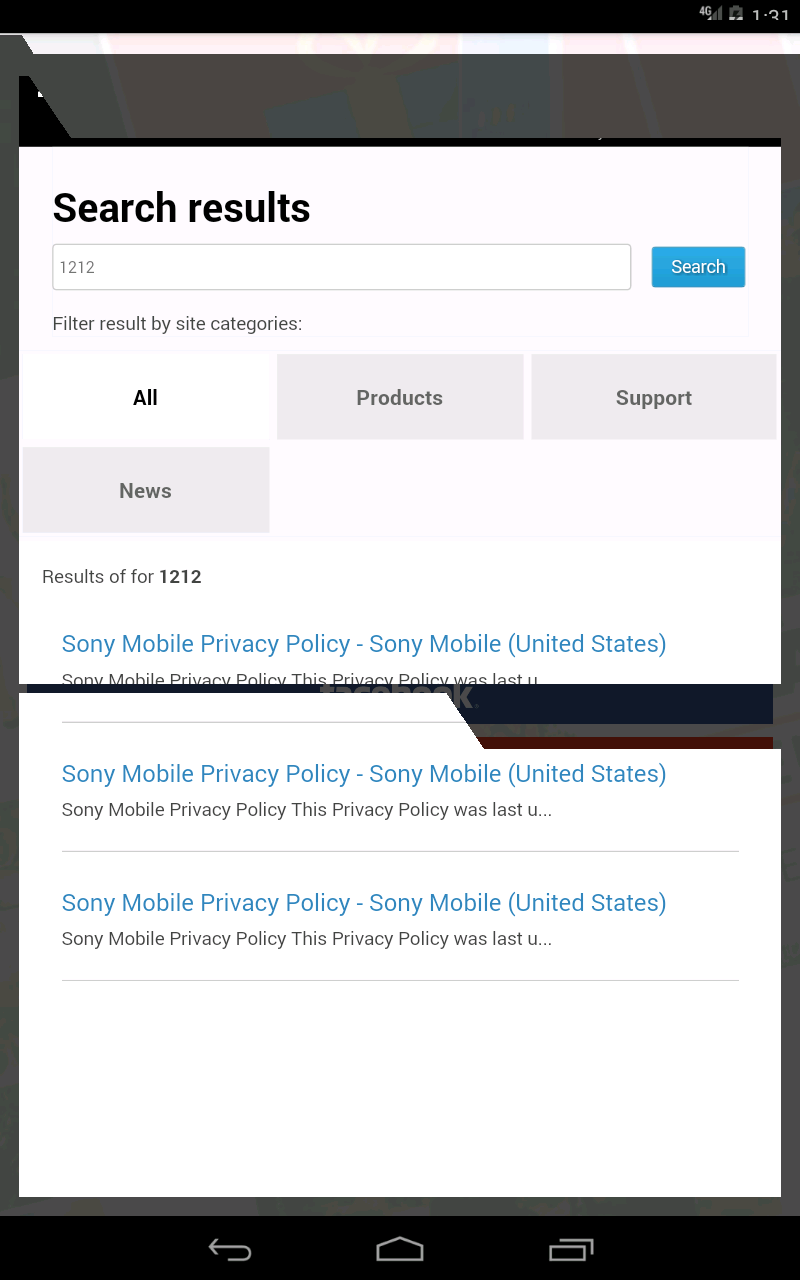 4G 1:31
Search results
1212
Search
Filter result by site categories:
All
Products
Support
News
Results of for 1212
Sony Mobile Privacy Policy - Sony Mobile (United States)
Sony Mobile Privacy Policy This Privacy Policy was last u
facebook.
Sony Mobile Privacy Policy - Sony Mobile (United States)
Sony Mobile Privacy Policy This Privacy Policy was last u...
Sony Mobile Privacy Policy - Sony Mobile (United States)
Sony Mobile Privacy Policy This Privacy Policy was last u...